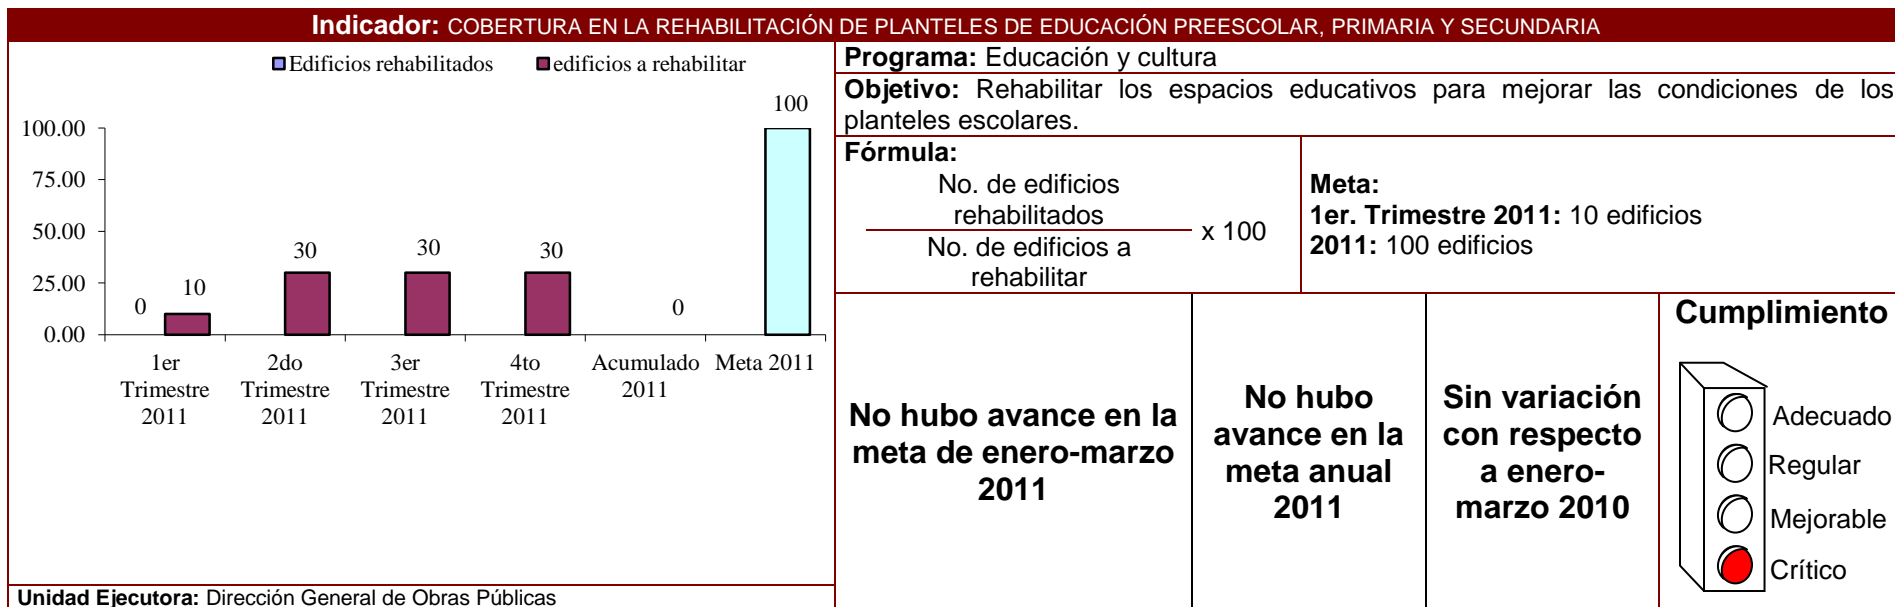 Indicador: COBERTURA EN LA REHABILITACIÓN DE PLANTELES DE EDUCACIÓN PREESCOLAR, PRIMARIA Y SECUNDARIA
Edificios rehabilitados edificios a rehabilitar
100
100.00
75.00
50.00
25.00
0.00
0
10
30
30
30
0
1er
Trimestre
2011
2do
Trimestre
2011
3er
Trimestre
2011
4to
Trimestre
2011
Acumulado
2011
Meta 2011
Unidad Ejecutora: Dirección General de Obras Públicas
Programa: Educación y cultura
Objetivo: Rehabilitar los espacios educativos para mejorar las condiciones de los
planteles escolares.
Fórmula:
No. de edificios
rehabilitados
No. de edificios a
rehabilitar
x 100
Meta:
1er. Trimestre 2011: 10 edificios
2011: 100 edificios
No hubo avance en la
meta de enero-marzo
2011
No hubo
avance en la
meta anual
2011
Sin variación
con respecto
a enero-
marzo 2010
Cumplimiento
Adecuado
Regular
Mejorable
Crítico